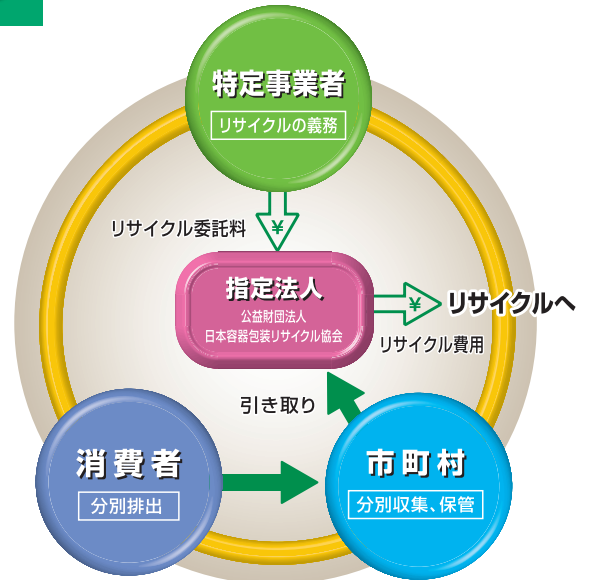 特定事業者
リサイクルの義務
リサイクル委託料
¥
指定法人
公益財団法人
日本容器包装リサイクル協会
¥
リサイクルへ
リサイクル費用
引き取り
消費者
分別排出
市町村
分別収集、保管